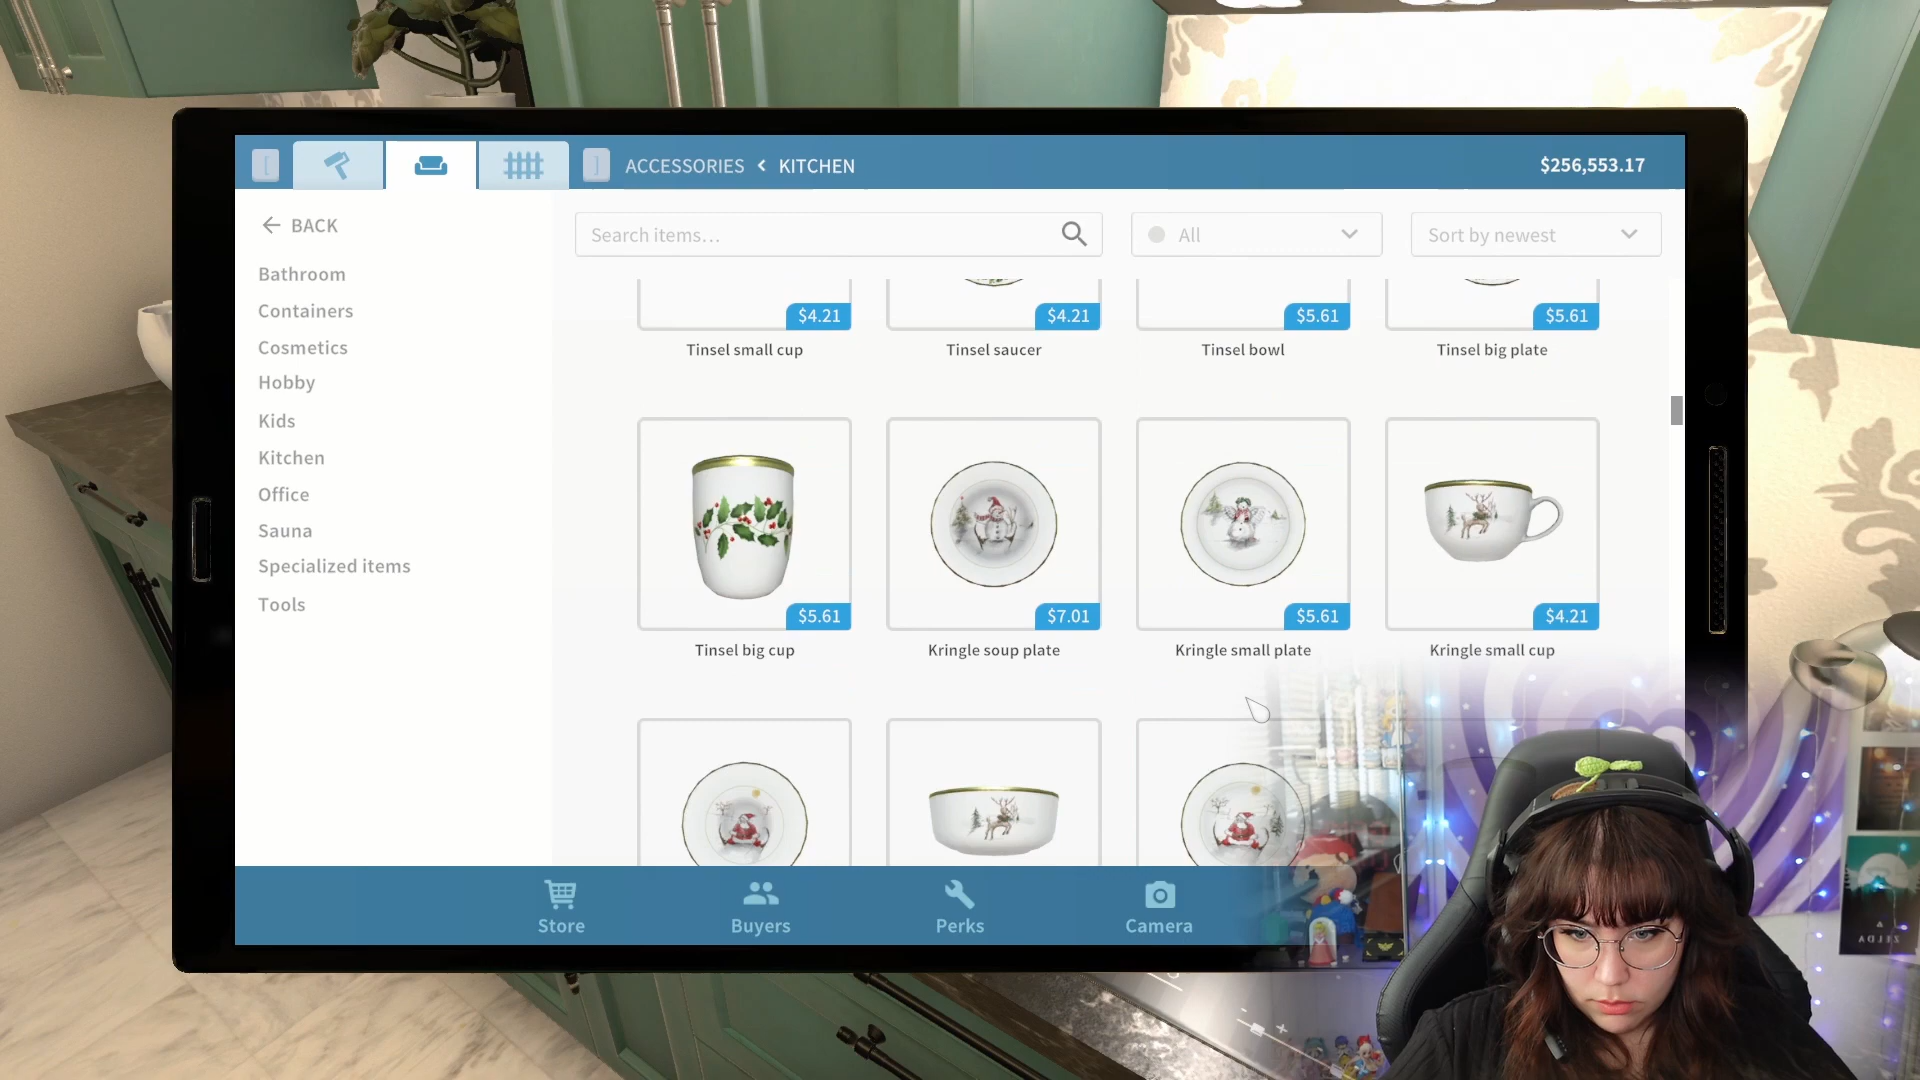 [
]
ACCESSORIES < KITCHEN
$256,553.17
BACK
Bathroom
Containers
Cosmetics
Hobby
Kids
Kitchen
Office
Sauna
Specialized items
Tools
Search items...
All
Sort by newest
$4.21
$4.21
$5.61
$5.61
Tinsel small cup
Tinsel saucer
Tinsel bowl
Tinsel big plate
$5.61
$7.01
$5.61
$4.21
Tinsel big cup
Kringle soup plate
Kringle small plate
Kringle small cup
Store
Buyers
Perks
Camera
ZELDA